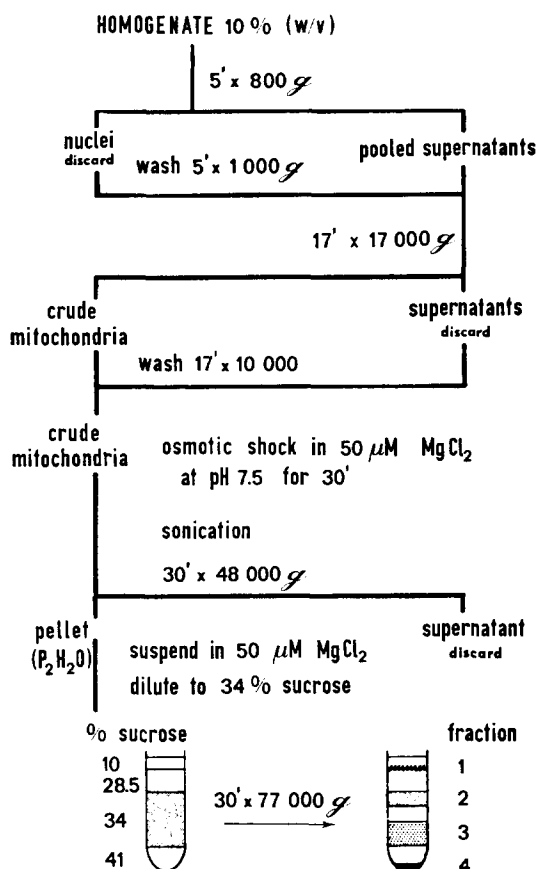 HOMOGENATE 10% (w/v)
5' x 800 g
nuclei
discard
pooled supernatants
wash 5' x 1 000 g
17' x 17 000 g
crude
mitochondria
supernatants
discard
wash 17' x 10 000
crude
mitochondria
osmotic shock in 50 μM MgCl₂
at pH 7.5 for 30'
sonication
30' x 48 000 g
pellet
(P₂H₂O)
supernatant
discard
suspend in 50 μM MgCl₂
dilute to 34% sucrose
% sucrose
fraction
10
28.5
34
41
30' x 77 000 g
1
2
3
4